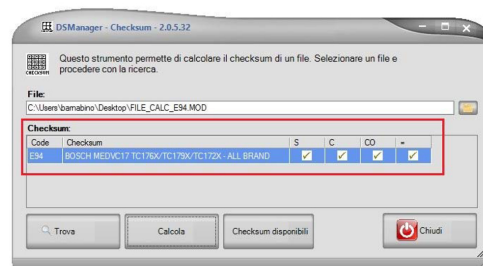 DSManager - Checksum - 2.0.5.32
CHECKSUM
Questo strumento permette di calcolare il checksum di un file. Selezionare un file e
procedere con la ricerca.
File:
C:\Users\barnabino\Desktop\FILE_CALC_E94.MOD
Checksum:
Code Checksum S C CO =
E94 BOSCH MEDVC17 TC176X/TC179X/TC172X - ALL BRAND
Trova Calcola Checksum disponibili Chiudi